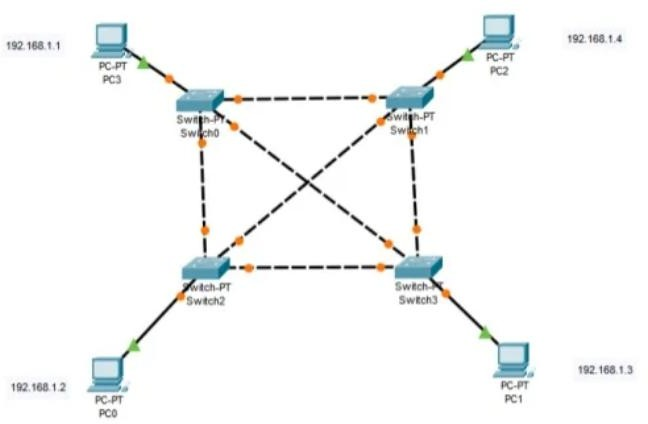 192.168.1.1
PC-PT
PC3
192.168.1.4
PC-PT
PC2
Switch-PT
Switch0
Switch-PT
Switch1
Switch-PT
Switch2
Switch-PT
Switch3
192.168.1.2
PC-PT
PC0
192.168.1.3
PC-PT
PC1